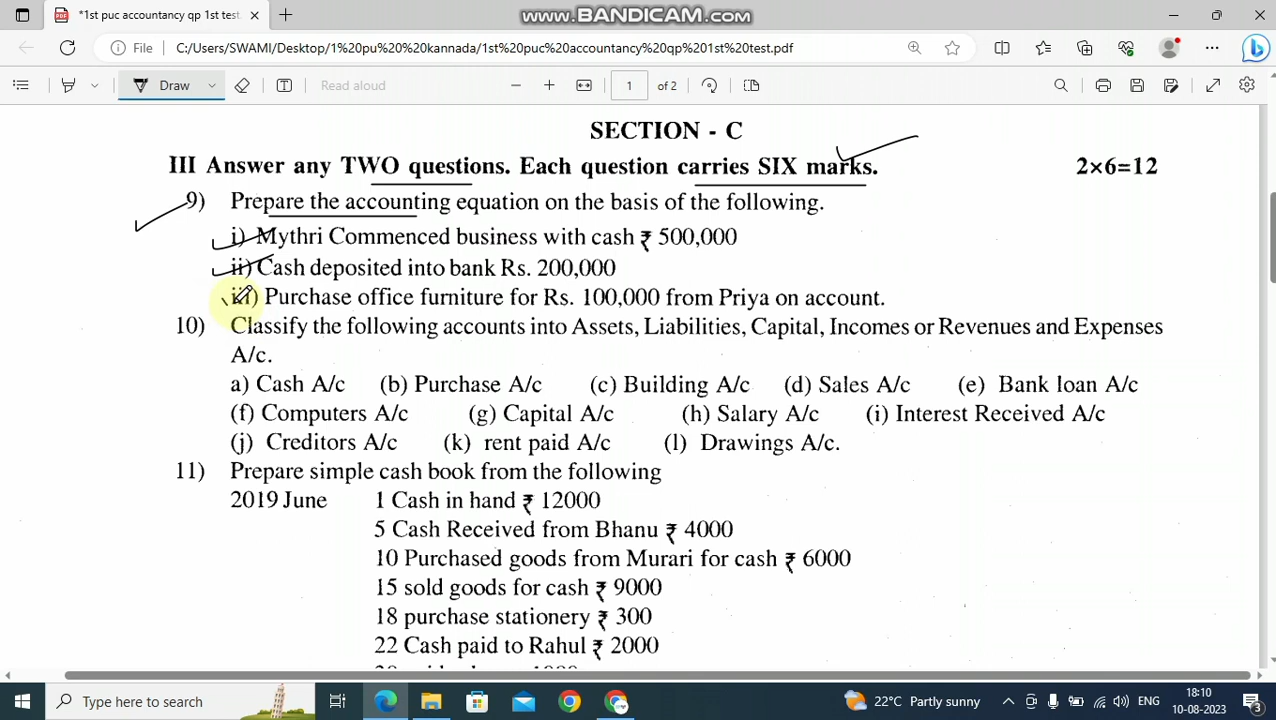 www.BANDICAM.com
*1st puc accountancy qp 1st test.
File C:/Users/SWAMI/Desktop/1%20pu%20%20kannada/1st%20puc%20accountancy%20qp%201st%20test.pdf
Draw Read aloud 1 of 2
SECTION - C
III Answer any TWO questions. Each question carries SIX marks. 2×6=12
9) Prepare the accounting equation on the basis of the following.
i) Mythri Commenced business with cash ₹ 500,000
ii) Cash deposited into bank Rs. 200,000
iii) Purchase office furniture for Rs. 100,000 from Priya on account.
10) Classify the following accounts into Assets, Liabilities, Capital, Incomes or Revenues and Expenses
A/c.
a) Cash A/c (b) Purchase A/c (c) Building A/c (d) Sales A/c (e) Bank loan A/c
(f) Computers A/c (g) Capital A/c (h) Salary A/c (i) Interest Received A/c
(j) Creditors A/c (k) rent paid A/c (l) Drawings A/c.
11) Prepare simple cash book from the following
2019 June 1 Cash in hand ₹ 12000
5 Cash Received from Bhanu ₹ 4000
10 Purchased goods from Murari for cash ₹ 6000
15 sold goods for cash ₹ 9000
18 purchase stationery ₹ 300
22 Cash paid to Rahul ₹ 2000
Type here to search 22°C Partly sunny ENG 18:10
10-08-2023 3